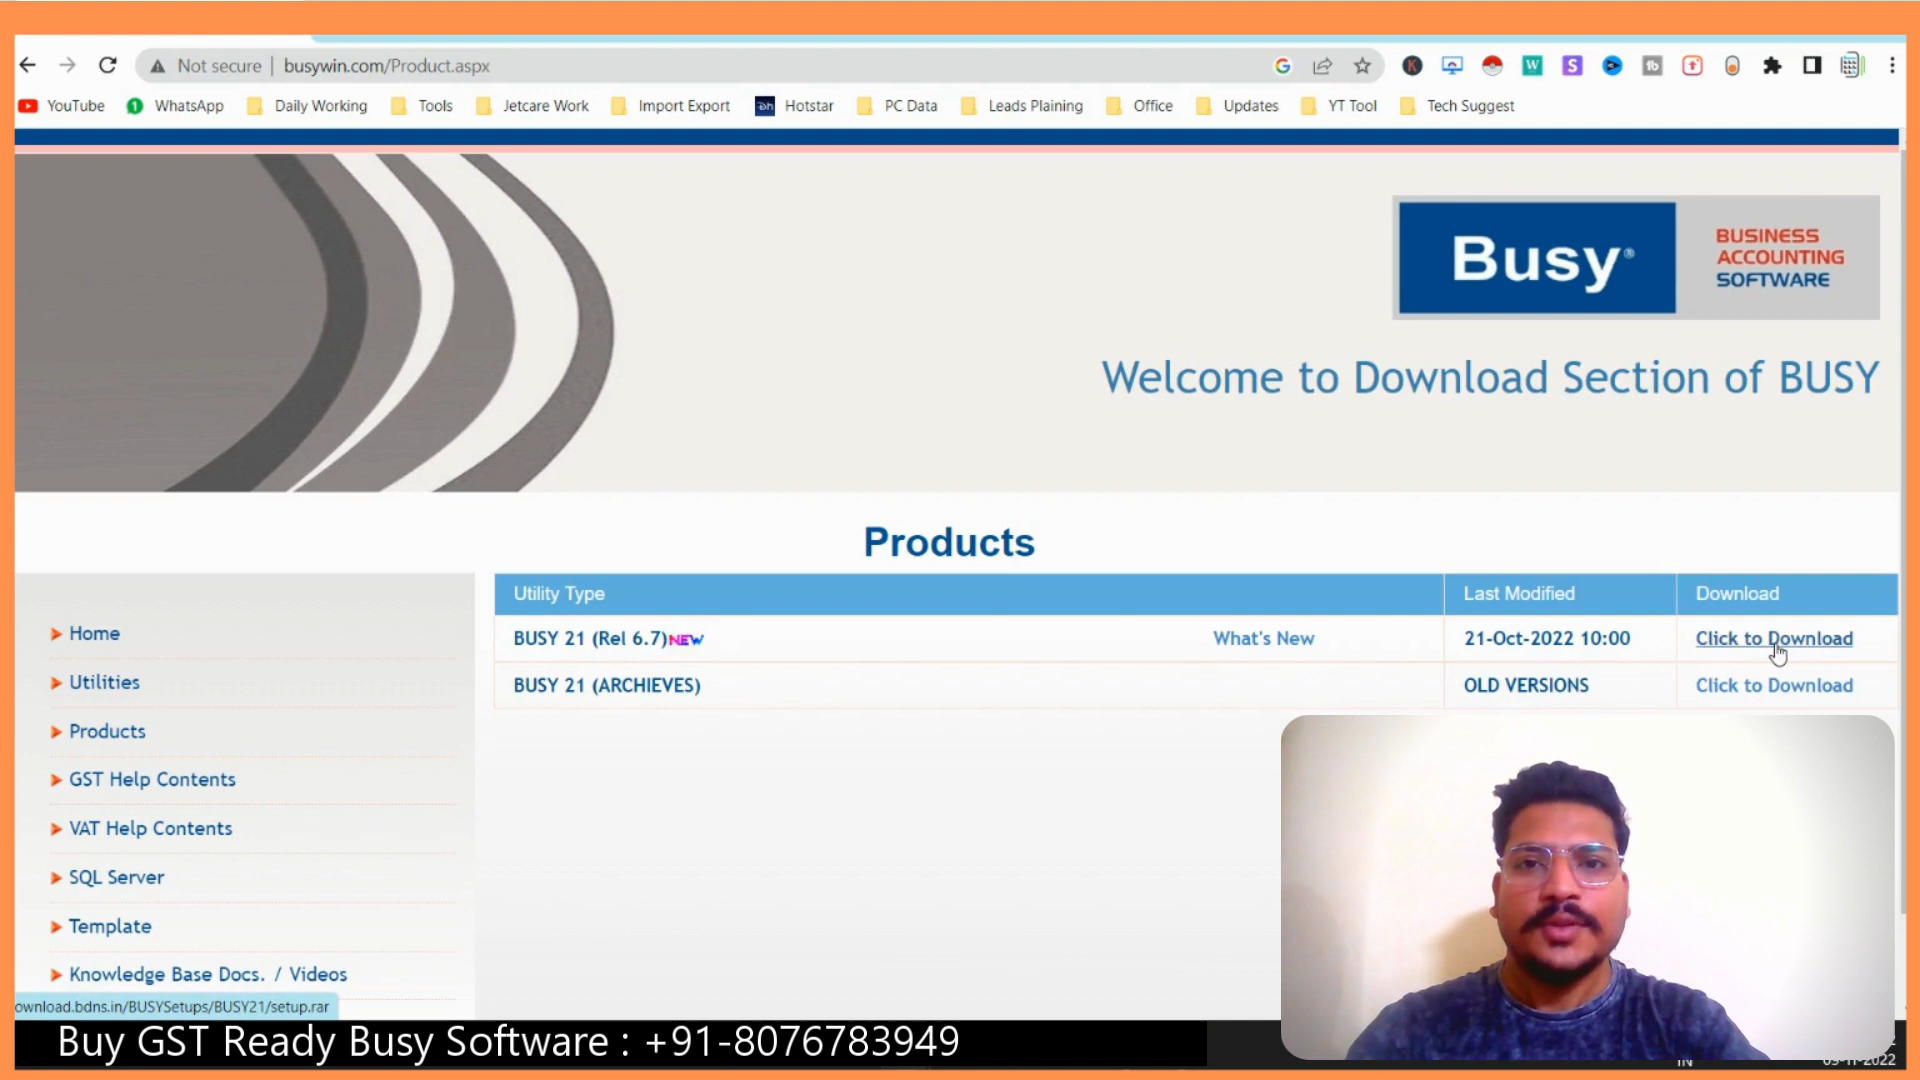 Not secure | busywin.com/Product.aspx
YouTube WhatsApp Daily Working Tools Jetcare Work Import Export Hotstar PC Data Leads Plaining Office Updates YT Tool Tech Suggest
Busy®
BUSINESS
ACCOUNTING
SOFTWARE
Welcome to Download Section of BUSY
Products
Utility Type Last Modified Download
BUSY 21 (Rel 6.7)NEW What's New 21-Oct-2022 10:00 Click to Download
BUSY 21 (ARCHIEVES) OLD VERSIONS Click to Download
Home
Utilities
Products
GST Help Contents
VAT Help Contents
SQL Server
Template
Knowledge Base Docs. / Videos
ownload.bdns.in/BUSYSetups/BUSY21/setup.rar
Buy GST Ready Busy Software : +91-8076783949